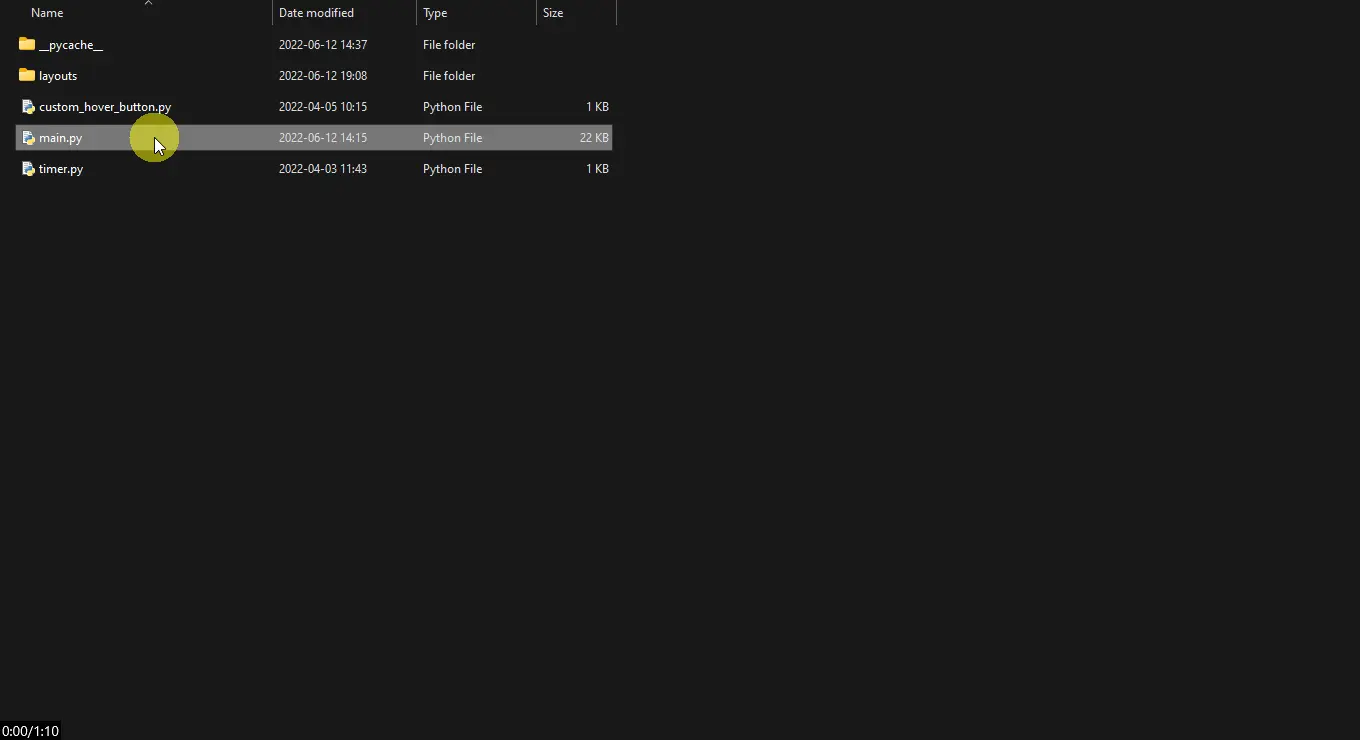 Name Date modified Type Size
__pycache__ 2022-06-12 14:37 File folder
layouts 2022-06-12 19:08 File folder
custom_hover_button.py 2022-04-05 10:15 Python File 1 KB
main.py 2022-06-12 14:15 Python File 22 KB
timer.py 2022-04-03 11:43 Python File 1 KB
0:00/1:10